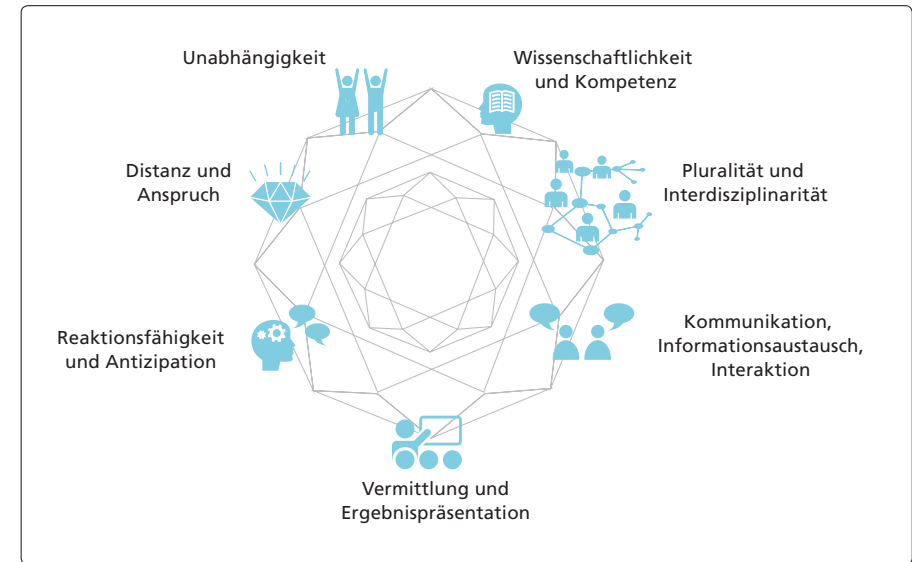 Unabhängigkeit
Wissenschaftlichkeit
und Kompetenz
Distanz und
Anspruch
Pluralität und
Interdisziplinarität
Reaktionsfähigkeit
und Antizipation
Kommunikation,
Informationsaustausch,
Interaktion
Vermittlung und
Ergebnispräsentation